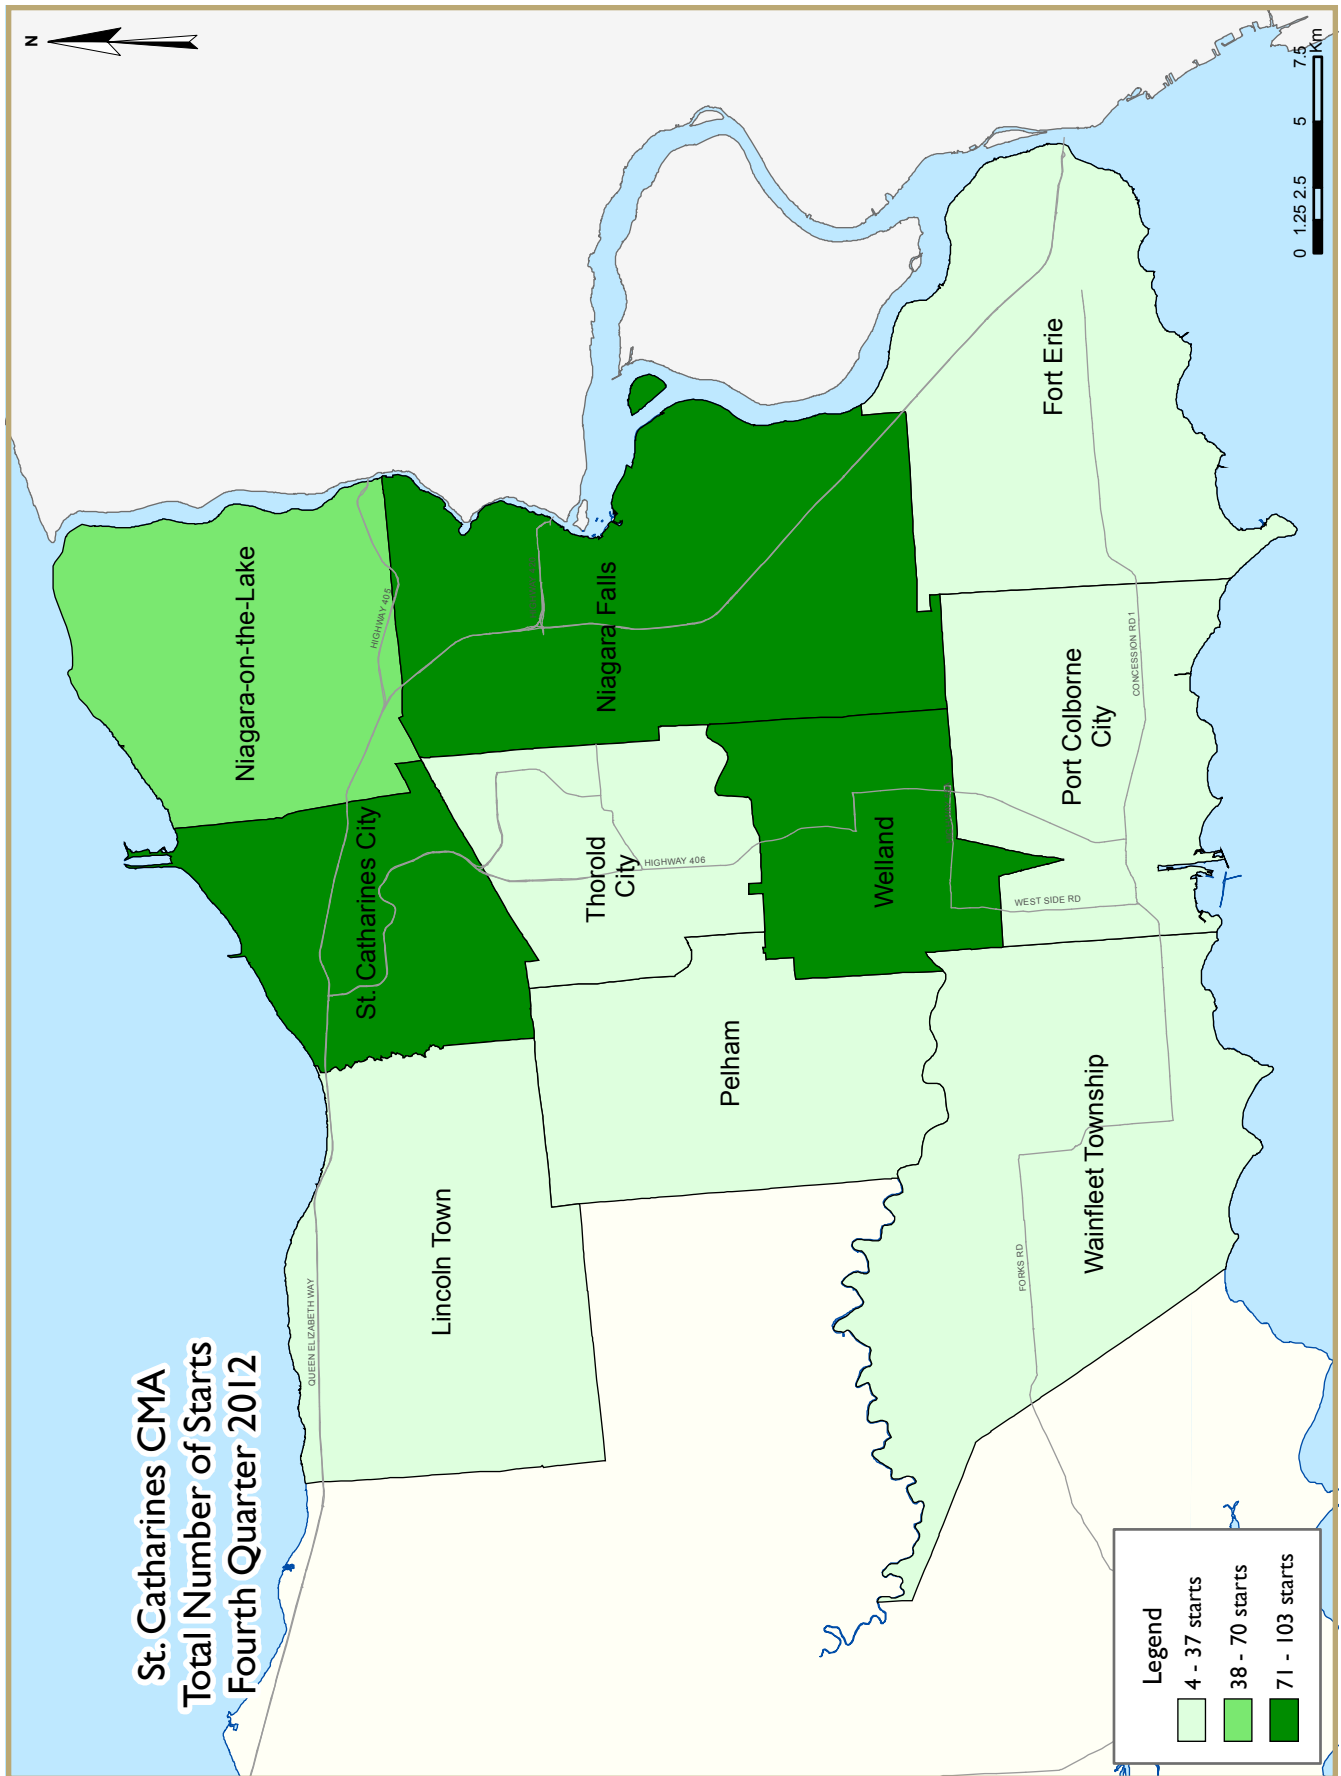 St. Catharines CMA
Total Number of Starts
Fourth Quarter 2012
N
Niagara-on-the-Lake
HIGHWAY 405
St. Catharines City
Niagara Falls
QUEEN ELIZABETH WAY
Lincoln Town
Thorold
City
HIGHWAY 406
Pelham
Welland
Fort Erie
Port Colborne
City
CONCESSION RD 1
WEST SIDE RD
Wainfleet Township
FORKS RD
Legend
4 - 37 starts
38 - 70 starts
71 - 103 starts
0 1.25 2.5 5 7.5
Km